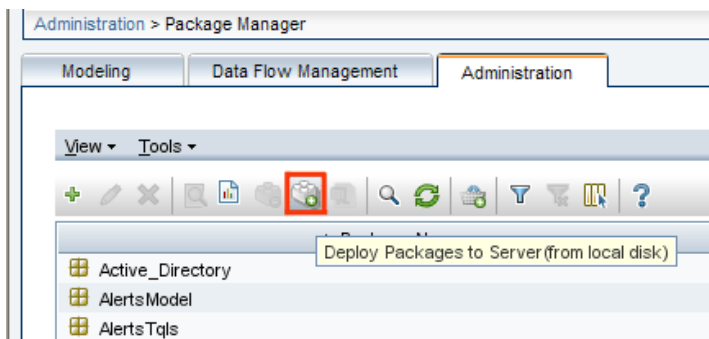 Administration > Package Manager
Modeling
Data Flow Management
Administration
View
Tools
Deploy Packages to Server(from local disk)
Active_Directory
AlertsModel
AlertsTqls